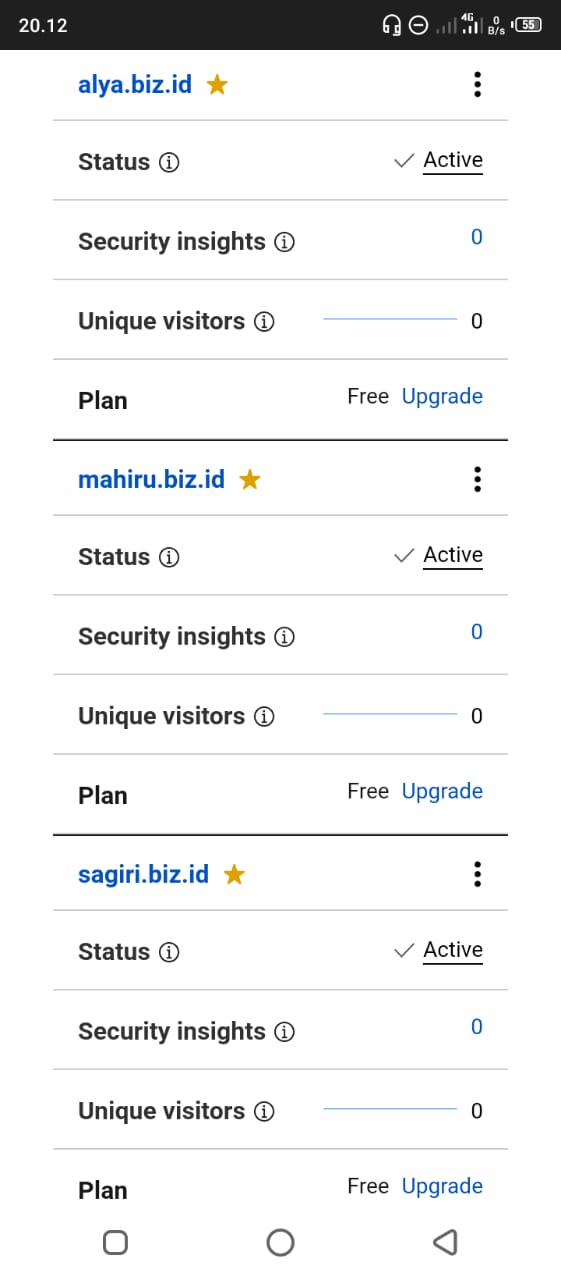 20.12 4G 0 B/s 55
alya.biz.id
Status Active
Security insights 0
Unique visitors 0
Plan Free Upgrade
mahiru.biz.id
Status Active
Security insights 0
Unique visitors 0
Plan Free Upgrade
sagiri.biz.id
Status Active
Security insights 0
Unique visitors 0
Plan Free Upgrade